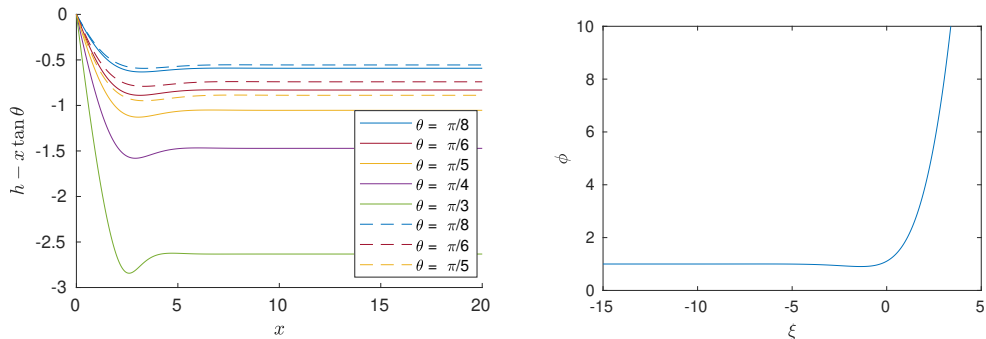 0
-0.5
-1
-1.5
-2
-2.5
-3
h − x tan θ
0 5 10 15 20
x
θ = π/8
θ = π/6
θ = π/5
θ = π/4
θ = π/3
θ = π/8
θ = π/6
θ = π/5
10
8
6
4
2
0
ϕ
-15 -10 -5 0 5
ξ